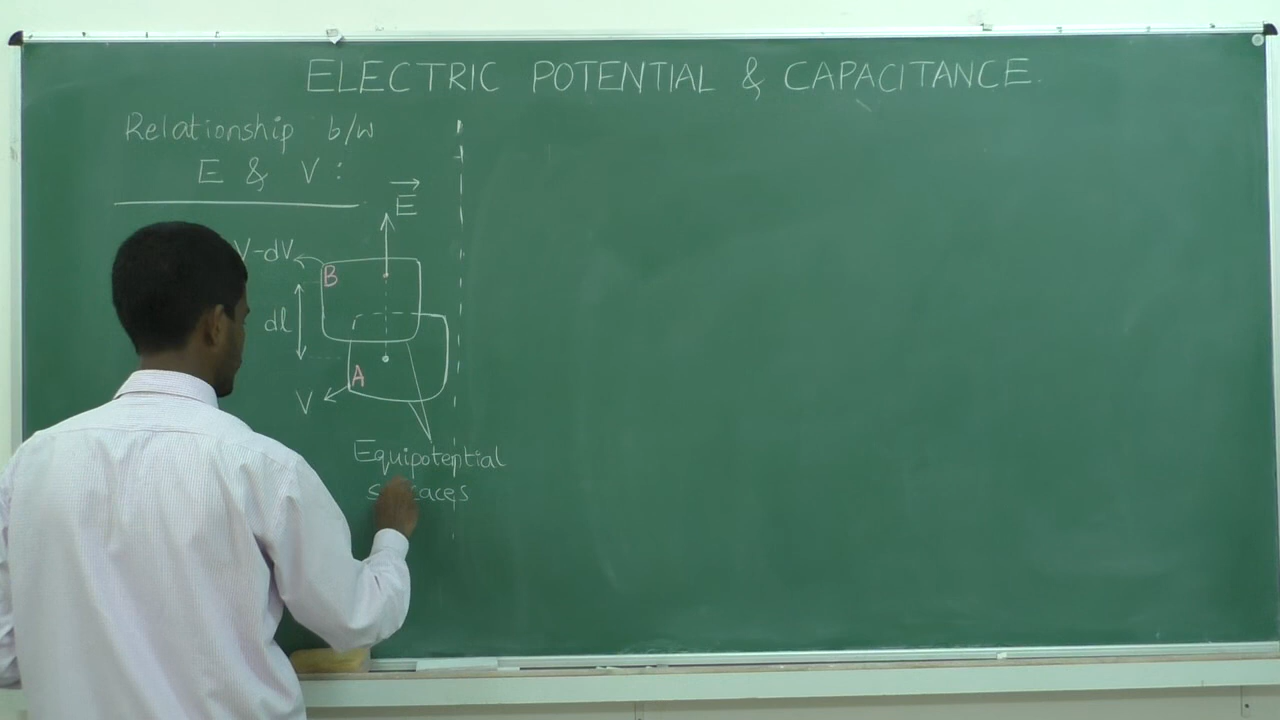 ELECTRIC POTENTIAL & CAPACITANCE.
Relationship b/w
E & V:
E
V-dV
B
dl
A
V
Equipotential